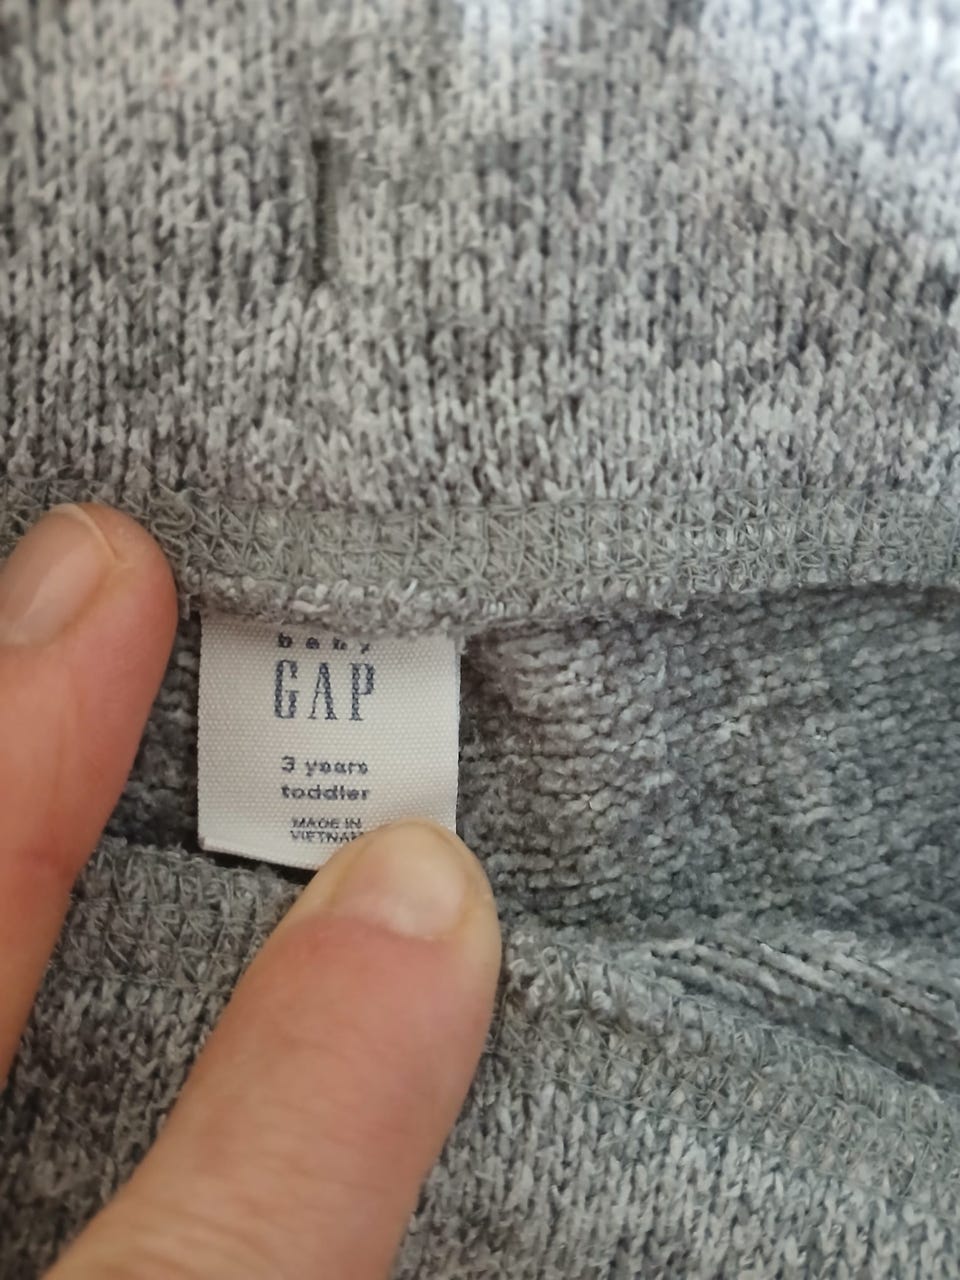 baby
GAP
3 years
toddler
MADE IN
VIETNAM